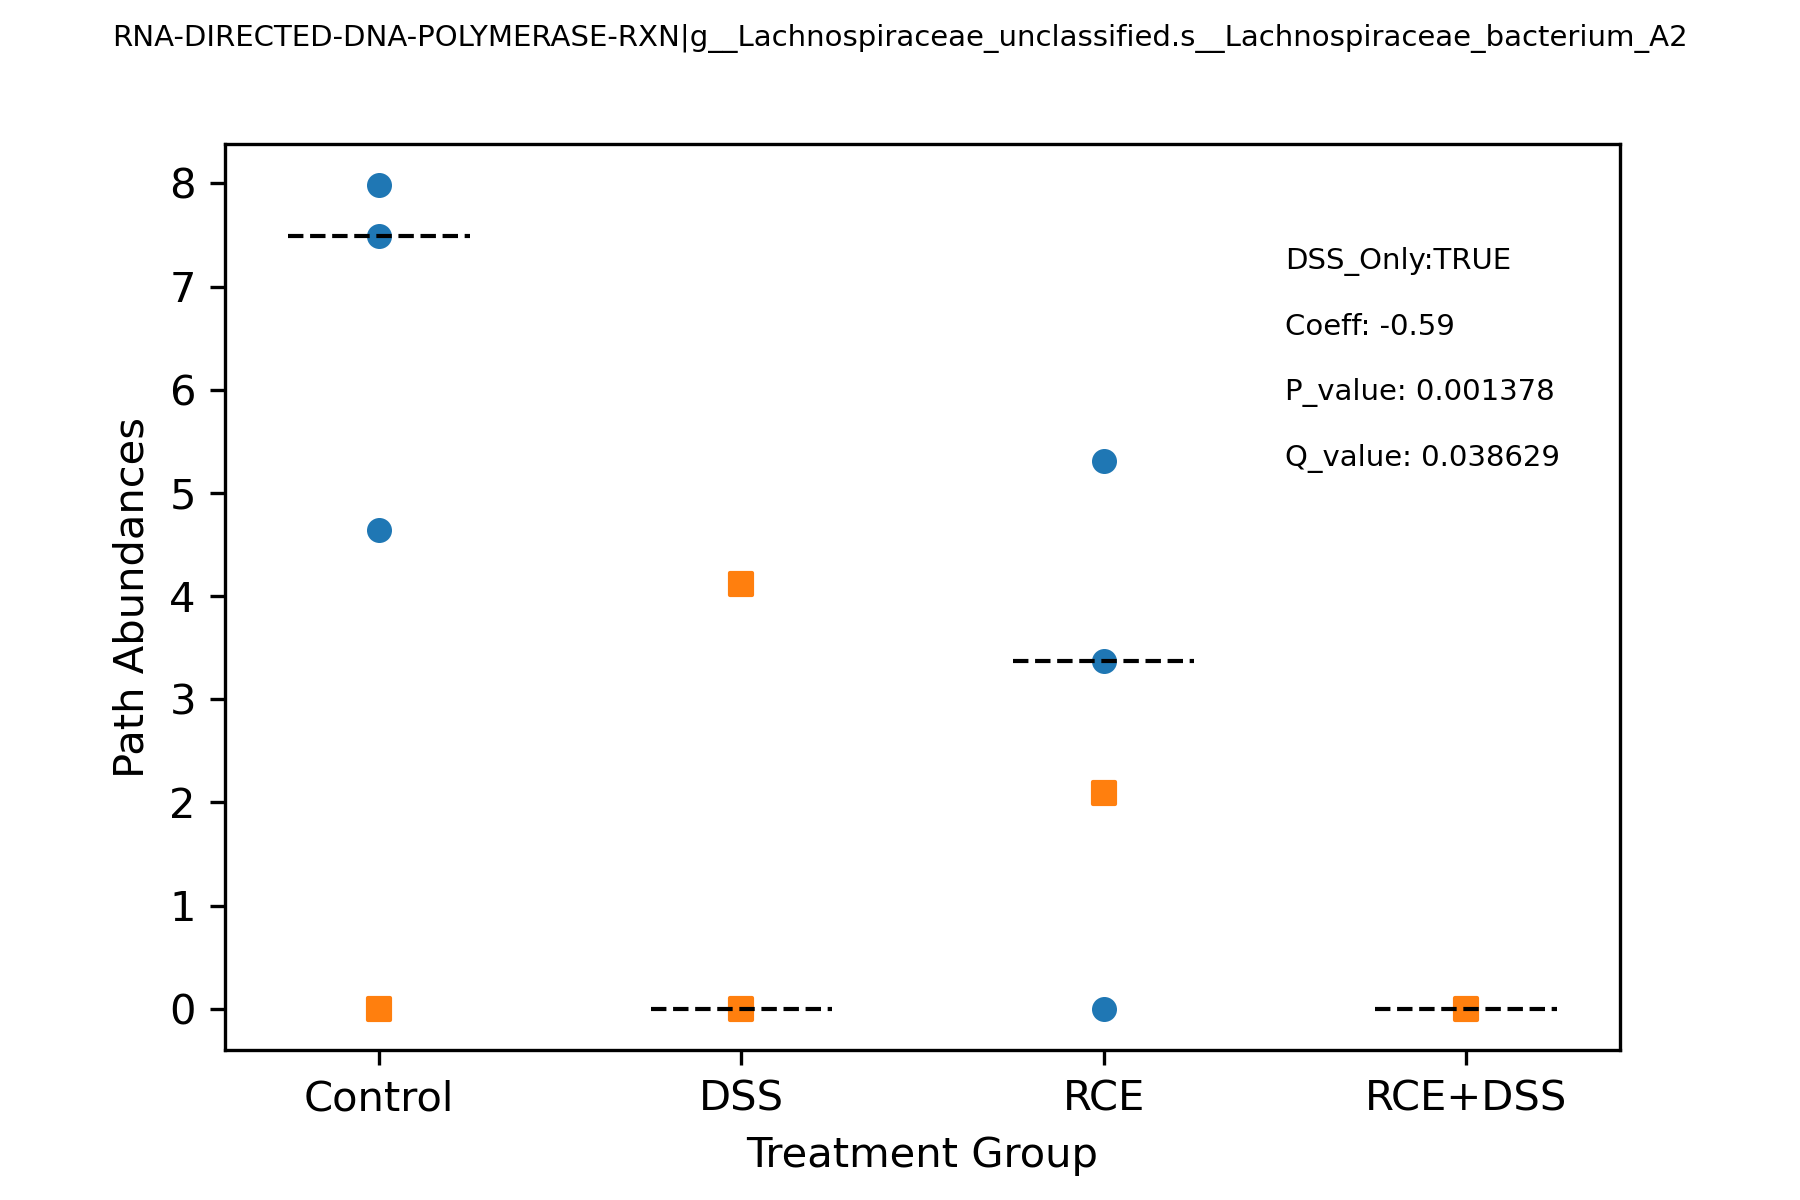 RNA-DIRECTED-DNA-POLYMERASE-RXN|g__Lachnospiraceae_unclassified.s__Lachnospiraceae_bacterium_A2
8
7
6
5
4
3
2
1
0
Path Abundances
DSS_Only:TRUE
Coeff: -0.59
P_value: 0.001378
Q_value: 0.038629
Control
DSS
RCE
RCE+DSS
Treatment Group